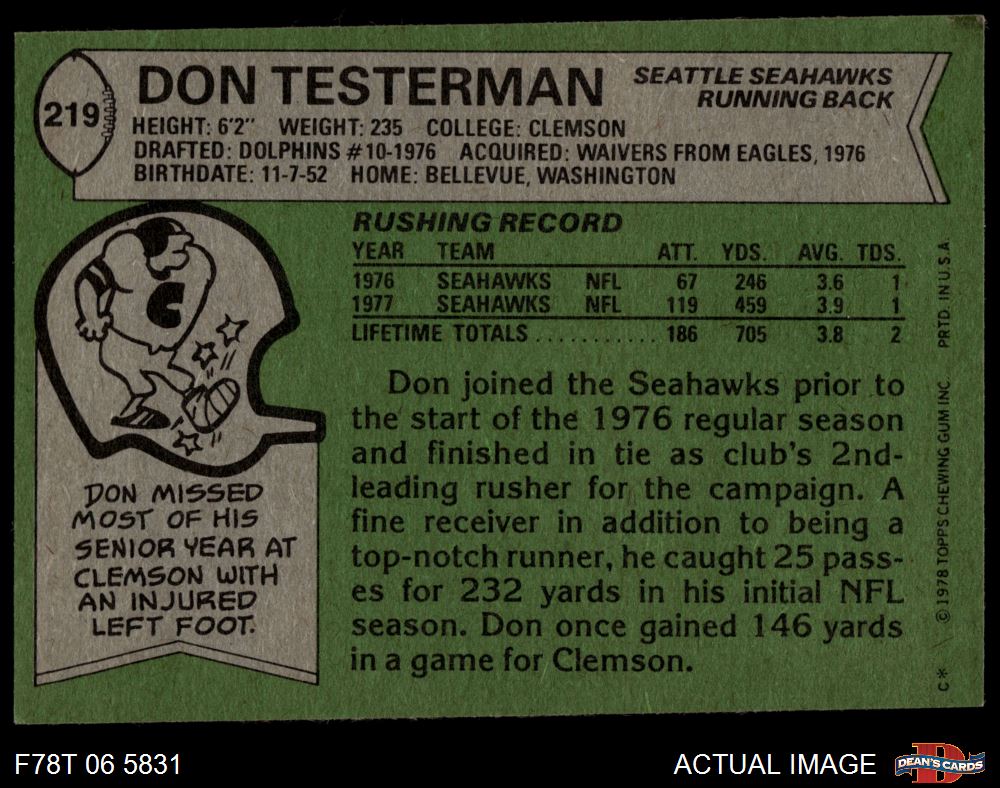 219
DON TESTERMAN
SEATTLE SEAHAWKS
RUNNING BACK
HEIGHT: 6'2" WEIGHT: 235 COLLEGE: CLEMSON
DRAFTED: DOLPHINS #10-1976 ACQUIRED: WAIVERS FROM EAGLES, 1976
BIRTHDATE: 11-7-52 HOME: BELLEVUE, WASHINGTON
RUSHING RECORD
YEAR TEAM ATT. YDS. AVG. TDS.
1976 SEAHAWKS NFL 67 246 3.6 1
1977 SEAHAWKS NFL 119 459 3.9 1
LIFETIME TOTALS ........... 186 705 3.8 2
Don joined the Seahawks prior to
the start of the 1976 regular season
and finished in tie as club's 2nd-
leading rusher for the campaign. A
fine receiver in addition to being a
top-notch runner, he caught 25 pass-
es for 232 yards in his initial NFL
season. Don once gained 146 yards
in a game for Clemson.
C
DON MISSED
MOST OF HIS
SENIOR YEAR AT
CLEMSON WITH
AN INJURED
LEFT FOOT.
C* © 1978 TOPPS CHEWING GUM INC. PRTD. IN U.S.A.
F78T 06 5831
ACTUAL IMAGE
DEAN'S CARDS